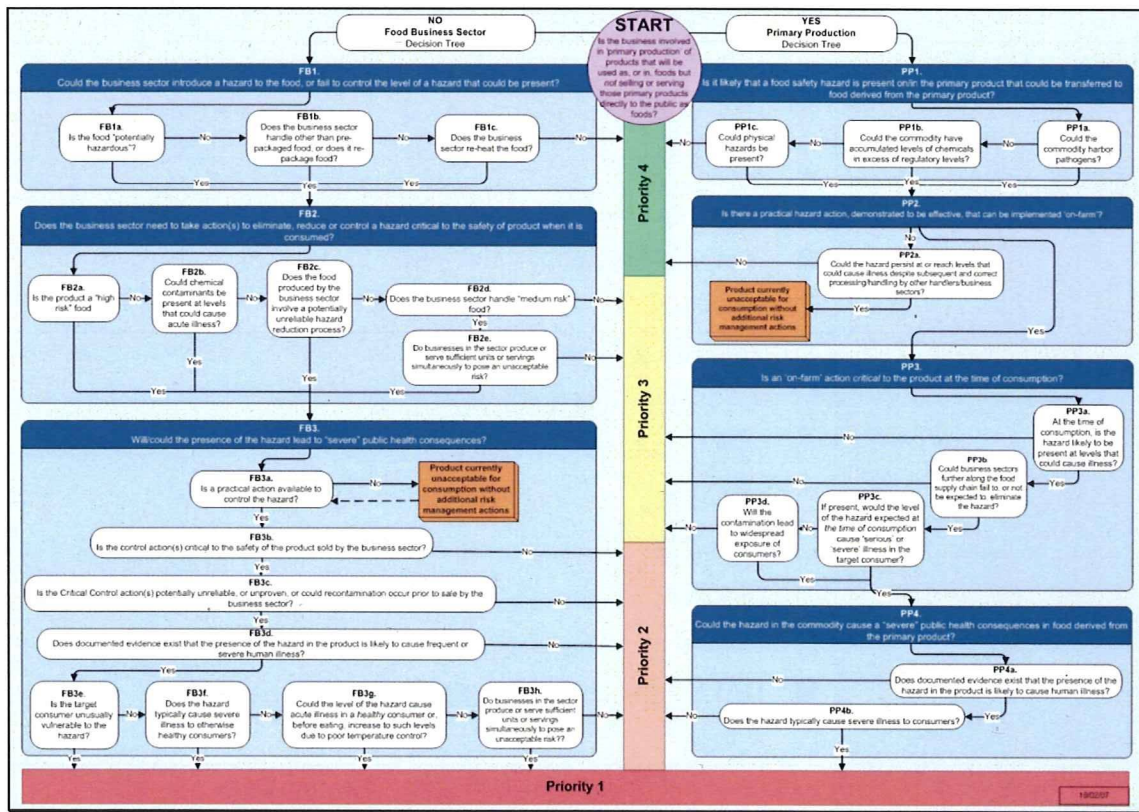 NO
Food Business Sector
Decision Tree
START
Is the business involved
in 'primary production' of
products that will be
used as, or in, foods but
not selling or serving
those primary products
directly to the public as
foods?
YES
Primary Production
Decision Tree
FB1.
Could the business sector introduce a hazard to the food, or fail to control the level of a hazard that could be present?
FB1a.
Is the food "potentially
hazardous"?
No
FB1b.
Does the business sector
handle other than pre-
packaged food, or does it re-
package food?
No
FB1c.
Does the business
sector re-heat the food?
No
Yes
Yes
Yes
PP1.
Is it likely that a food safety hazard is present on/in the primary product that could be transferred to
food derived from the primary product?
No
PP1c.
Could physical
hazards be
present?
No
PP1b.
Could the commodity have
accumulated levels of chemicals
in excess of regulatory levels?
No
PP1a.
Could the
commodity harbor
pathogens?
Yes
Yes
Yes
Priority 4
FB2.
Does the business sector need to take action(s) to eliminate, reduce or control a hazard critical to the safety of product when it is
consumed?
FB2a.
Is the product a "high
risk" food
No
FB2b.
Could chemical
contaminants be
present at levels
that could cause
acute illness?
No
FB2c.
Does the food
produced by the
business sector
involve a potentially
unreliable hazard
reduction process?
No
FB2d.
Does the business sector handle "medium risk"
food?
No
Yes
FB2e.
Do businesses in the sector produce or
serve sufficient units or servings
simultaneously to pose an unacceptable
risk?
No
Yes
Yes
Yes
Yes
PP2.
Is there a practical hazard action, demonstrated to be effective, that can be implemented 'on-farm'?
No
PP2a.
Could the hazard persist at or reach levels that
could cause illness despite subsequent and correct
processing/handling by other handlers/business
sectors?
No
Yes
Product currently
unacceptable for
consumption without
additional risk
management actions
Yes
Priority 3
PP3.
Is an 'on-farm' action critical to the product at the time of consumption?
PP3a.
At the time of
consumption, is the
hazard likely to be
present at levels that
could cause illness?
No
Yes
PP3b
Could business sectors
further along the food
supply chain fail to, or not
be expected to, eliminate
the hazard?
No
Yes
PP3c.
If present, would the level
of the hazard expected at
the time of consumption
cause 'serious' or
'severe' illness in the
target consumer?
No
PP3d.
Will the
contamination lead
to widespread
exposure of
consumers?
No
Yes
Yes
FB3.
Will/could the presence of the hazard lead to "severe" public health consequences?
FB3a.
Is a practical action available to
control the hazard?
No
Product currently
unacceptable for
consumption without
additional risk
management actions
Yes
FB3b.
Is the control action(s) critical to the safety of the product sold by the business sector?
No
Yes
FB3c.
Is the Critical Control action(s) potentially unreliable, or unproven, or could recontamination occur prior to sale by the
business sector?
No
Yes
FB3d.
Does documented evidence exist that the presence of the hazard in the product is likely to cause frequent or
severe human illness?
No
Yes
FB3e.
Is the target
consumer unusually
vulnerable to the
hazard?
No
FB3f.
Does the hazard
typically cause severe
illness to otherwise
healthy consumers?
No
FB3g.
Could the level of the hazard cause
acute illness in a healthy consumer or,
before eating, increase to such levels
due to poor temperature control?
No
FB3h.
Do businesses in the sector
produce or serve sufficient
units or servings
simultaneously to pose an
unacceptable risk??
No
Yes
Yes
Yes
Yes
Priority 2
PP4.
Could the hazard in the commodity cause a "severe" public health consequences in food derived from
the primary product?
PP4a.
Does documented evidence exist that the presence of the
hazard in the product is likely to cause human illness?
No
Yes
PP4b.
Does the hazard typically cause severe illness to consumers?
No
Yes
Priority 1
19/02/07